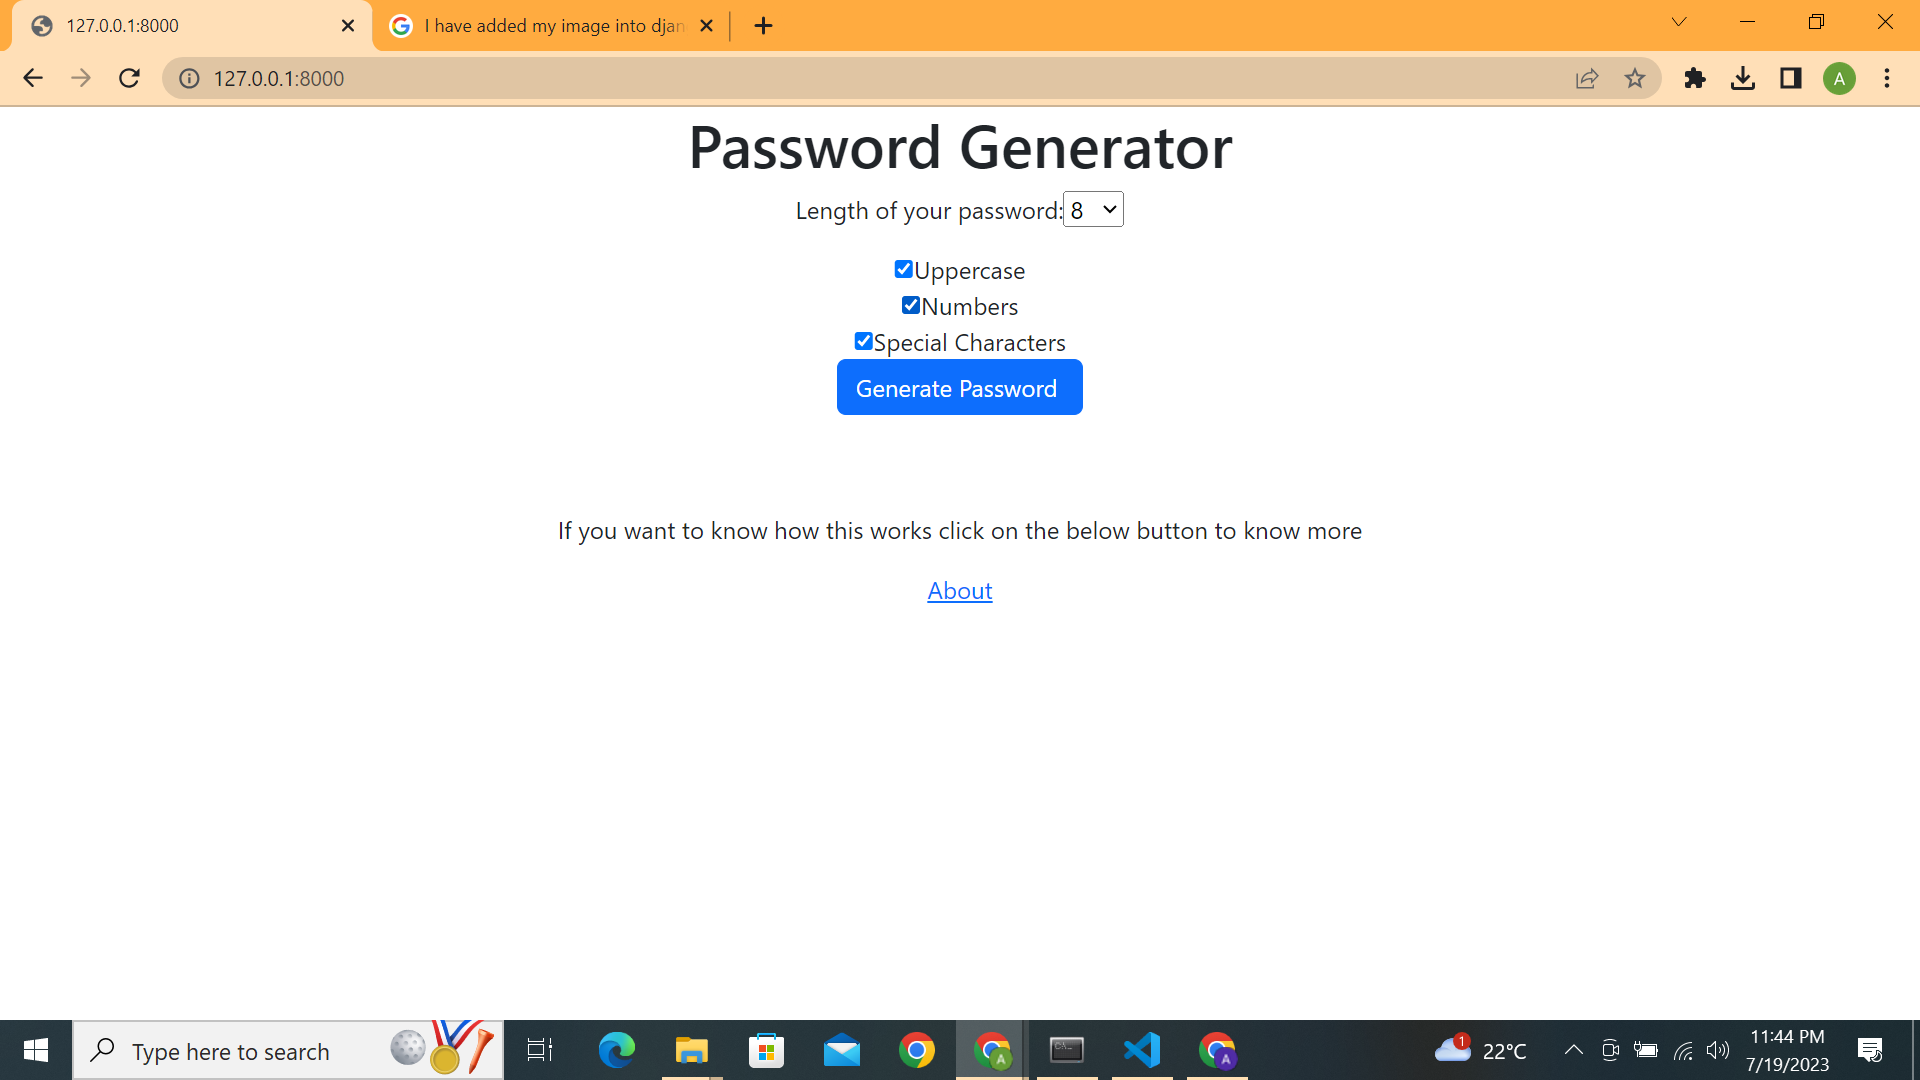 127.0.0.1:8000
I have added my image into djan
127.0.0.1:8000
A
Password Generator
Length of your password: 8
Uppercase
Numbers
Special Characters
Generate Password
If you want to know how this works click on the below button to know more
About
Type here to search
A
A
1
22°C
11:44 PM
7/19/2023